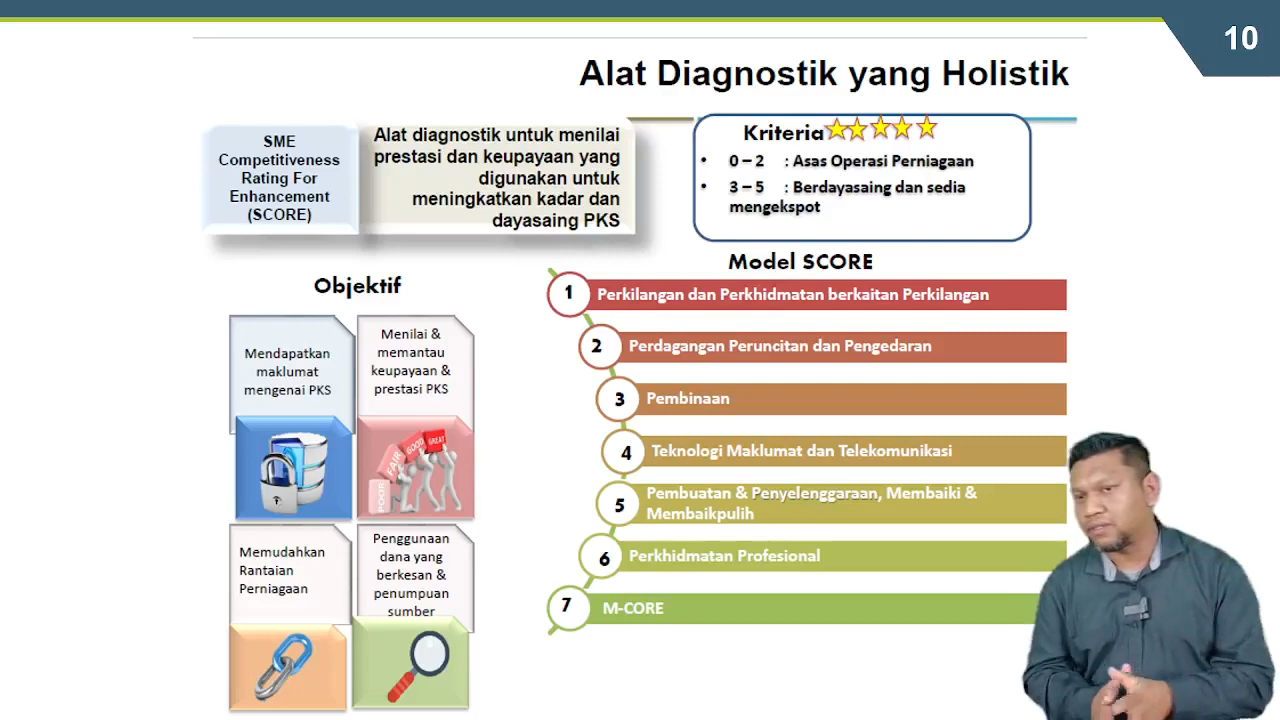 10
Alat Diagnostik yang Holistik
SME
Competitiveness
Rating For
Enhancement
(SCORE)
Alat diagnostik untuk menilai
prestasi dan keupayaan yang
digunakan untuk
meningkatkan kadar dan
dayasaing PKS
Kriteria
• 0 – 2 : Asas Operasi Perniagaan
• 3 – 5 : Berdayasaing dan sedia
mengekspot
Objektif
Mendapatkan
maklumat
mengenai PKS
Menilai &
memantau
keupayaan &
prestasi PKS
POOR
FAIR
GOOD
GREAT
Memudahkan
Rantaian
Perniagaan
Penggunaan
dana yang
berkesan &
penumpuan
sumber
Model SCORE
1 Perkilangan dan Perkhidmatan berkaitan Perkilangan
2 Perdagangan Peruncitan dan Pengedaran
3 Pembinaan
4 Teknologi Maklumat dan Telekomunikasi
5 Pembuatan & Penyelenggaraan, Membaiki &
Membaikpulih
6 Perkhidmatan Profesional
7 M-CORE